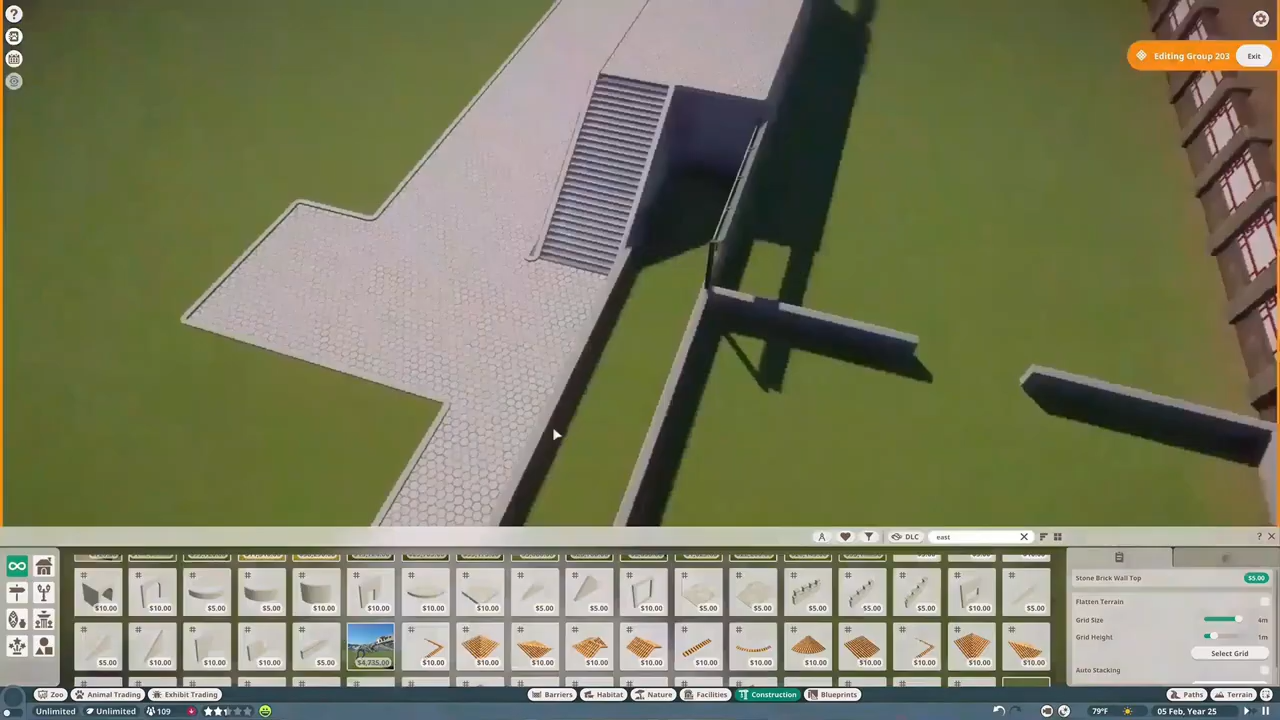 ?
Editing Group 203 Exit
DLC
east
? ×
$10.00 $10.00 $5.00 $5.00 $10.00 $10.00 $5.00 $10.00 $5.00 $5.00 $10.00 $5.00 $5.00 $10.00 $10.00 $10.00 $10.00 $5.00
$5.00 $10.00 $10.00 $10.00 $5.00 $4,735.00 $10.00 $10.00 $10.00 $10.00 $10.00 $10.00 $10.00 $10.00 $10.00 $10.00 $10.00 $10.00
Stone Brick Wall Top $5.00
Flatten Terrain
Grid Size 4m
Grid Height 1m
Select Grid
Auto Stacking
Zoo Animal Trading Exhibit Trading Barriers Habitat Nature Facilities Construction Blueprints Paths Terrain
Unlimited Unlimited 109 79°F 05 Feb, Year 25